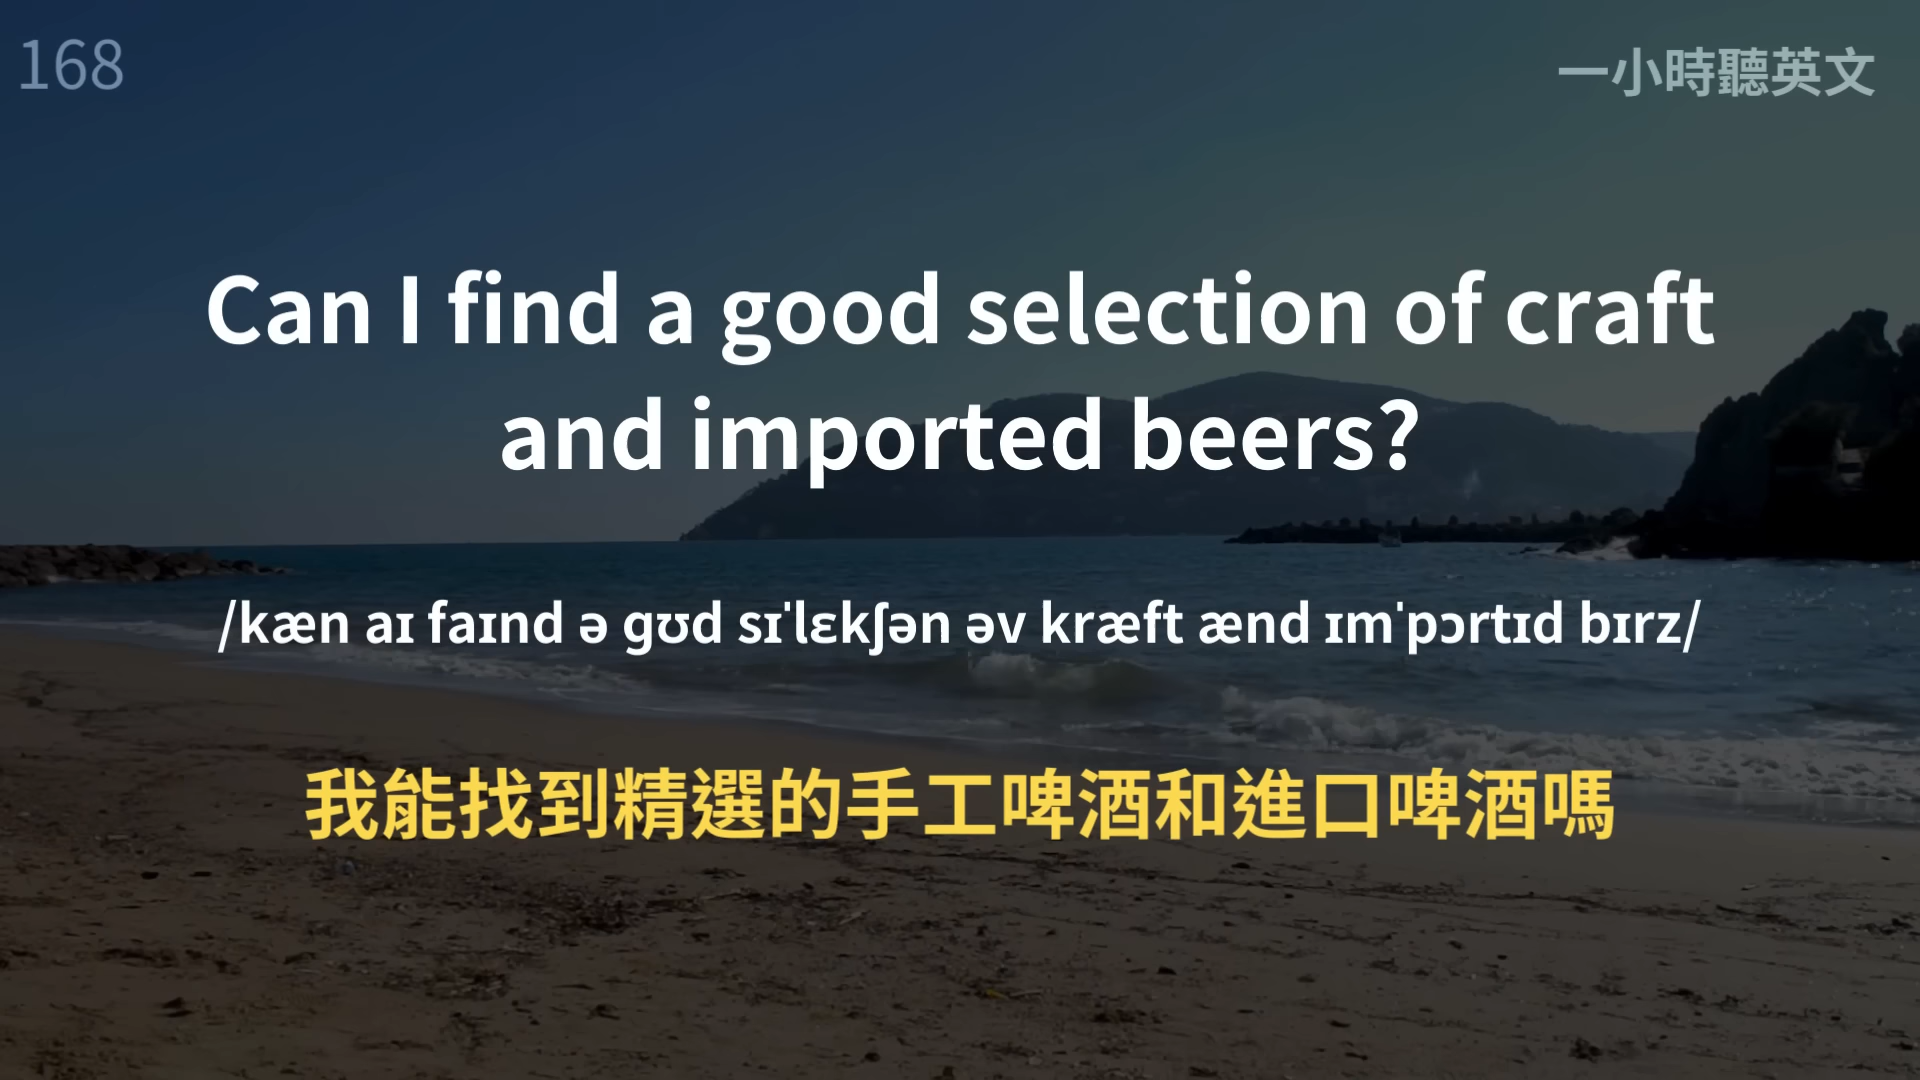 168
一小時聽英文
Can I find a good selection of craft
and imported beers?
/kæn aɪ faɪnd ə gʊd sɪˈlɛkʃən əv kræft ænd ɪmˈpɔrtɪd bɪrz/
我能找到精選的手工啤酒和進口啤酒嗎